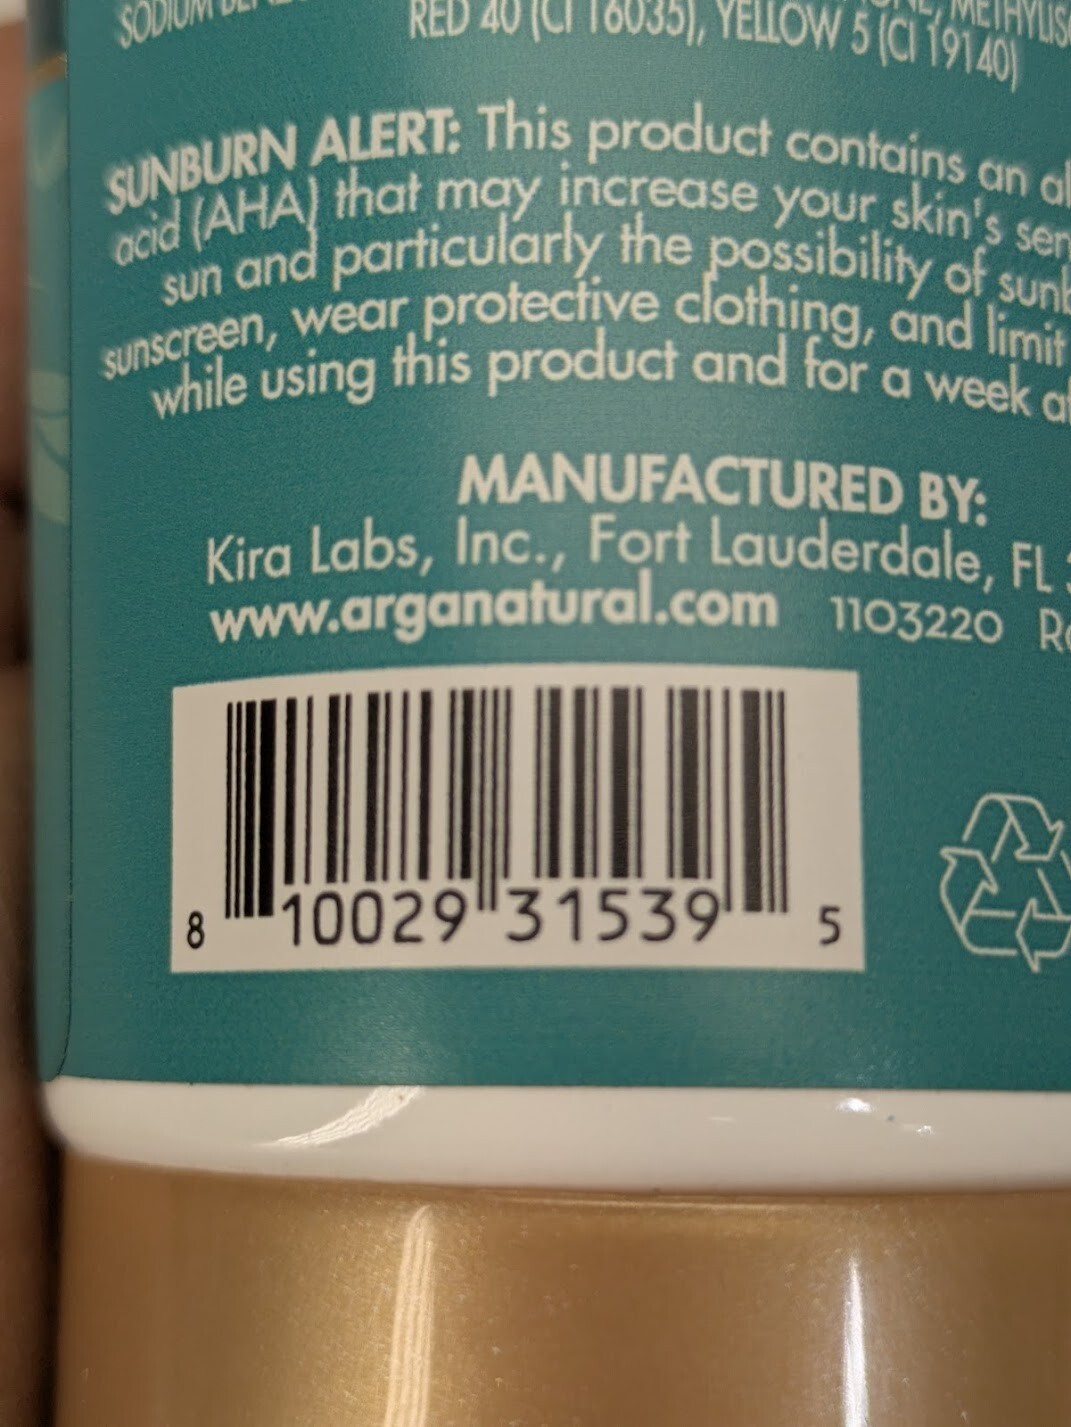 SODIUM
RED 40 (CI 16035), YELLOW 5 (CI 19140)
SUNBURN ALERT: This product contains an
acid (AHA) that may increase your skin's
sun and particularly the possibility of
sunscreen, wear protective clothing, and limit
while using this product and for a week
MANUFACTURED BY:
Kira Labs, Inc., Fort Lauderdale, FL
www.arganatural.com 1103220
8 10029 31539 5